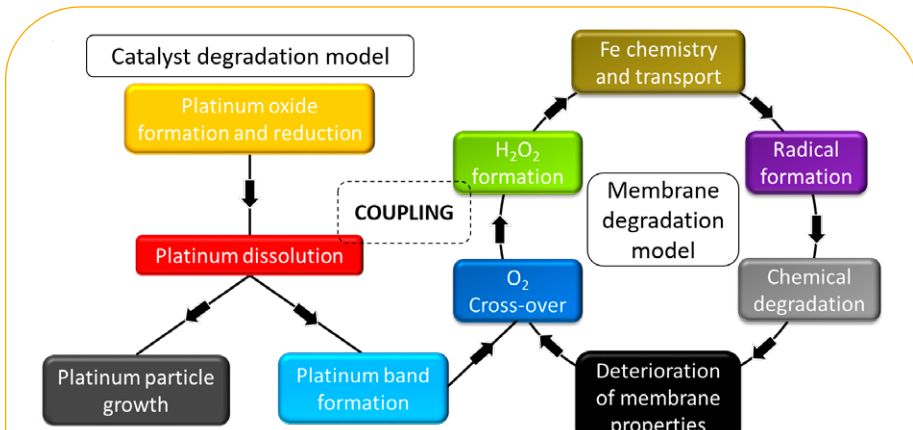 Catalyst degradation model
Platinum oxide
formation and reduction
Platinum dissolution
Platinum particle
growth
Platinum band
formation
COUPLING
Fe chemistry
and transport
H₂O₂
formation
Radical
formation
Membrane
degradation
model
O₂
Cross-over
Chemical
degradation
Deterioration
of membrane
properties